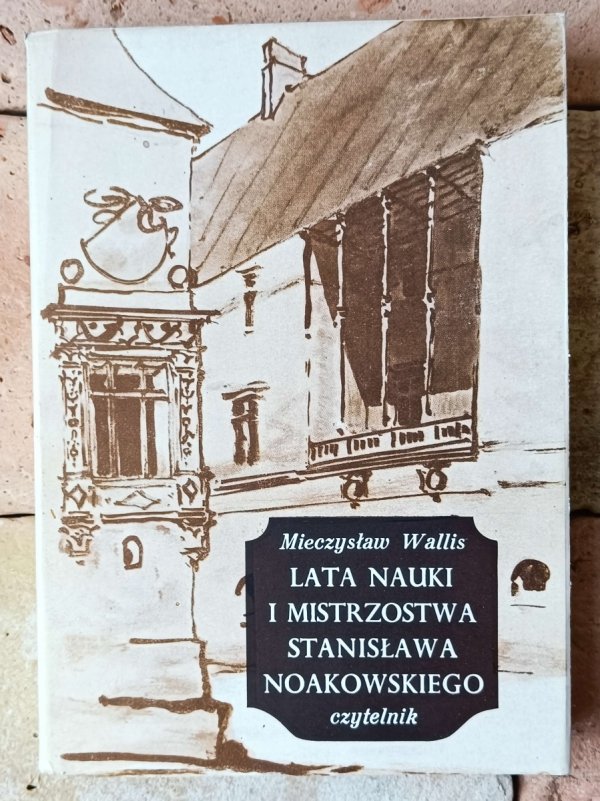 Mieczysław Wallis
LATA NAUKI
I MISTRZOSTWA
STANISŁAWA
NOAKOWSKIEGO
czytelnik